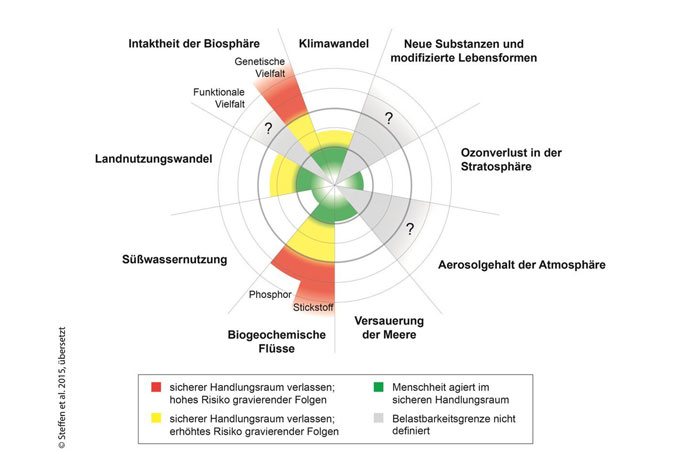 Intaktheit der Biosphäre
Klimawandel
Neue Substanzen und
modifizierte Lebensformen
Genetische
Vielfalt
Funktionale
Vielfalt
?
?
Landnutzungswandel
Ozonverlust in der
Stratosphäre
?
Süßwassernutzung
Aerosolgehalt der Atmosphäre
Phosphor
Stickstoff
Biogeochemische
Flüsse
Versauerung
der Meere
sicherer Handlungsraum verlassen;
hohes Risiko gravierender Folgen
Menschheit agiert im
sicheren Handlungsraum
sicherer Handlungsraum verlassen;
erhöhtes Risiko gravierender Folgen
Belastbarkeitsgrenze nicht
definiert
© Steffen et al. 2015, übersetzt